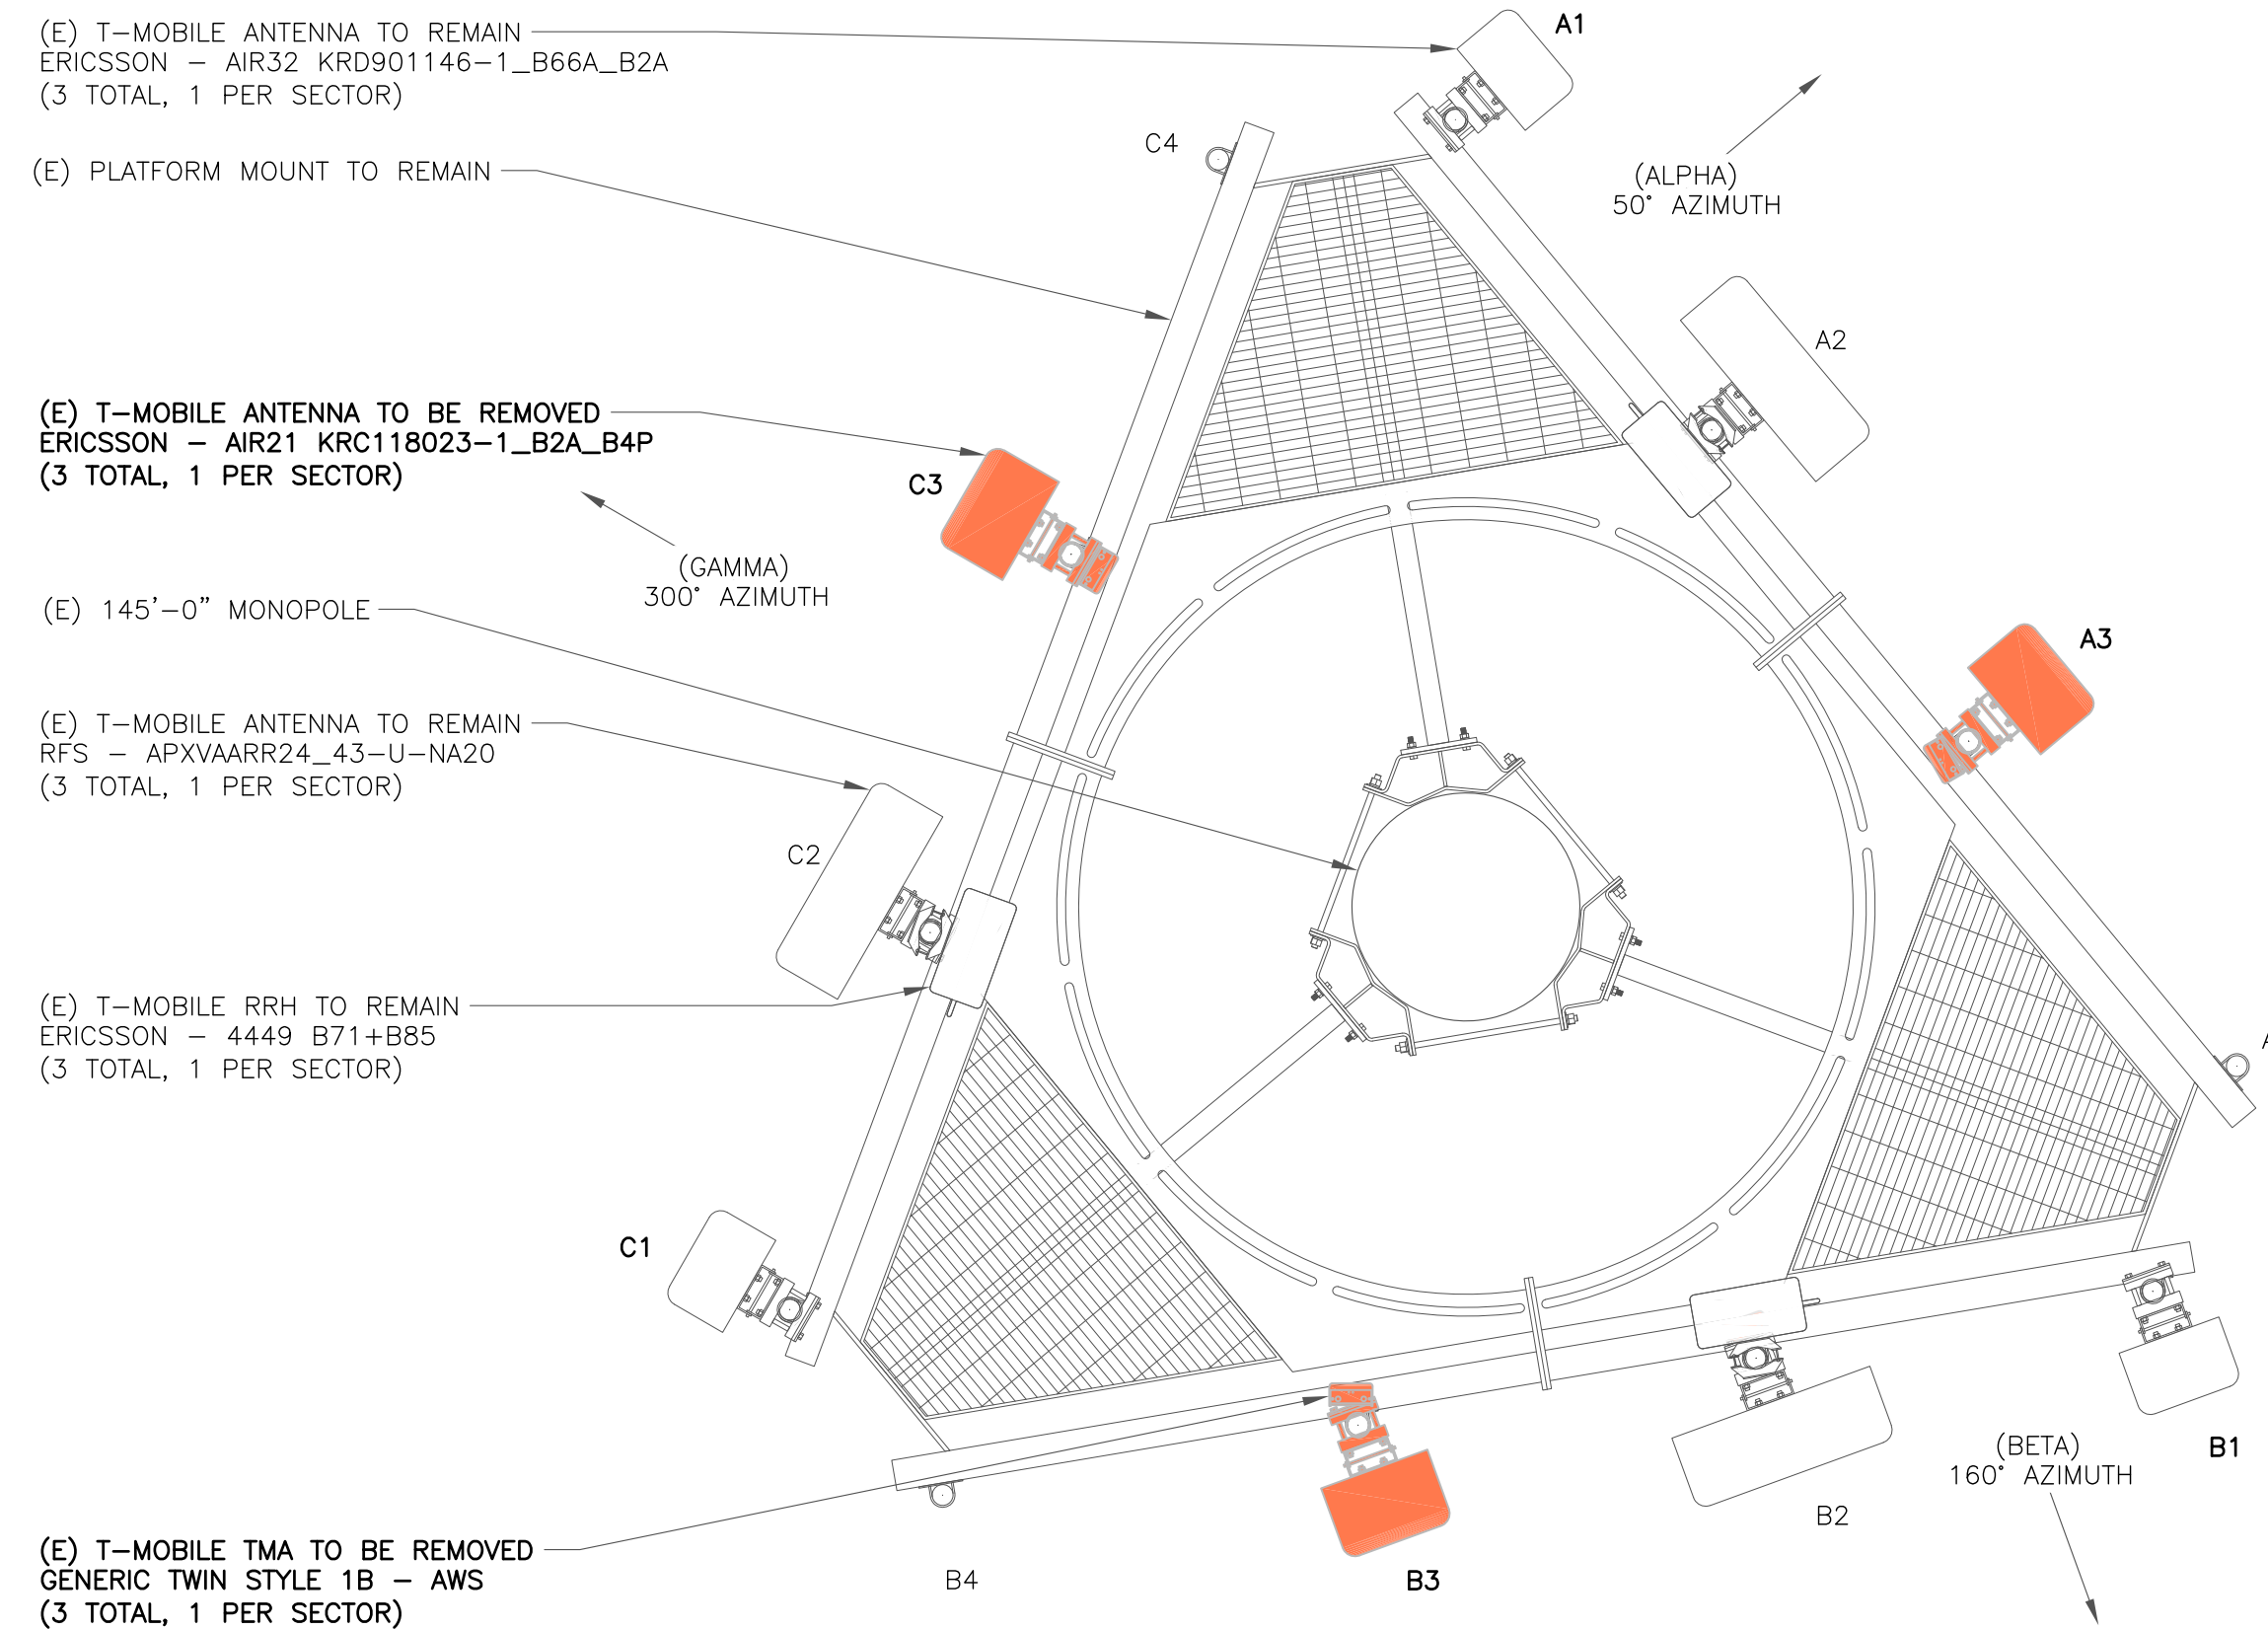 (E) T-MOBILE ANTENNA TO REMAIN
ERICSSON - AIR32 KRD901146-1_B66A_B2A
(3 TOTAL, 1 PER SECTOR)
A1
C4
(E) PLATFORM MOUNT TO REMAIN
(ALPHA)
50° AZIMUTH
A2
(E) T-MOBILE ANTENNA TO BE REMOVED
ERICSSON - AIR21 KRC118023-1_B2A_B4P
(3 TOTAL, 1 PER SECTOR)
C3
(GAMMA)
300° AZIMUTH
(E) 145'-0" MONOPOLE
A3
(E) T-MOBILE ANTENNA TO REMAIN
RFS - APXVAARR24_43-U-NA20
(3 TOTAL, 1 PER SECTOR)
C2
(E) T-MOBILE RRH TO REMAIN
ERICSSON - 4449 B71+B85
(3 TOTAL, 1 PER SECTOR)
C1
(BETA)
160° AZIMUTH
B1
B2
(E) T-MOBILE TMA TO BE REMOVED
GENERIC TWIN STYLE 1B - AWS
(3 TOTAL, 1 PER SECTOR)
B4
B3